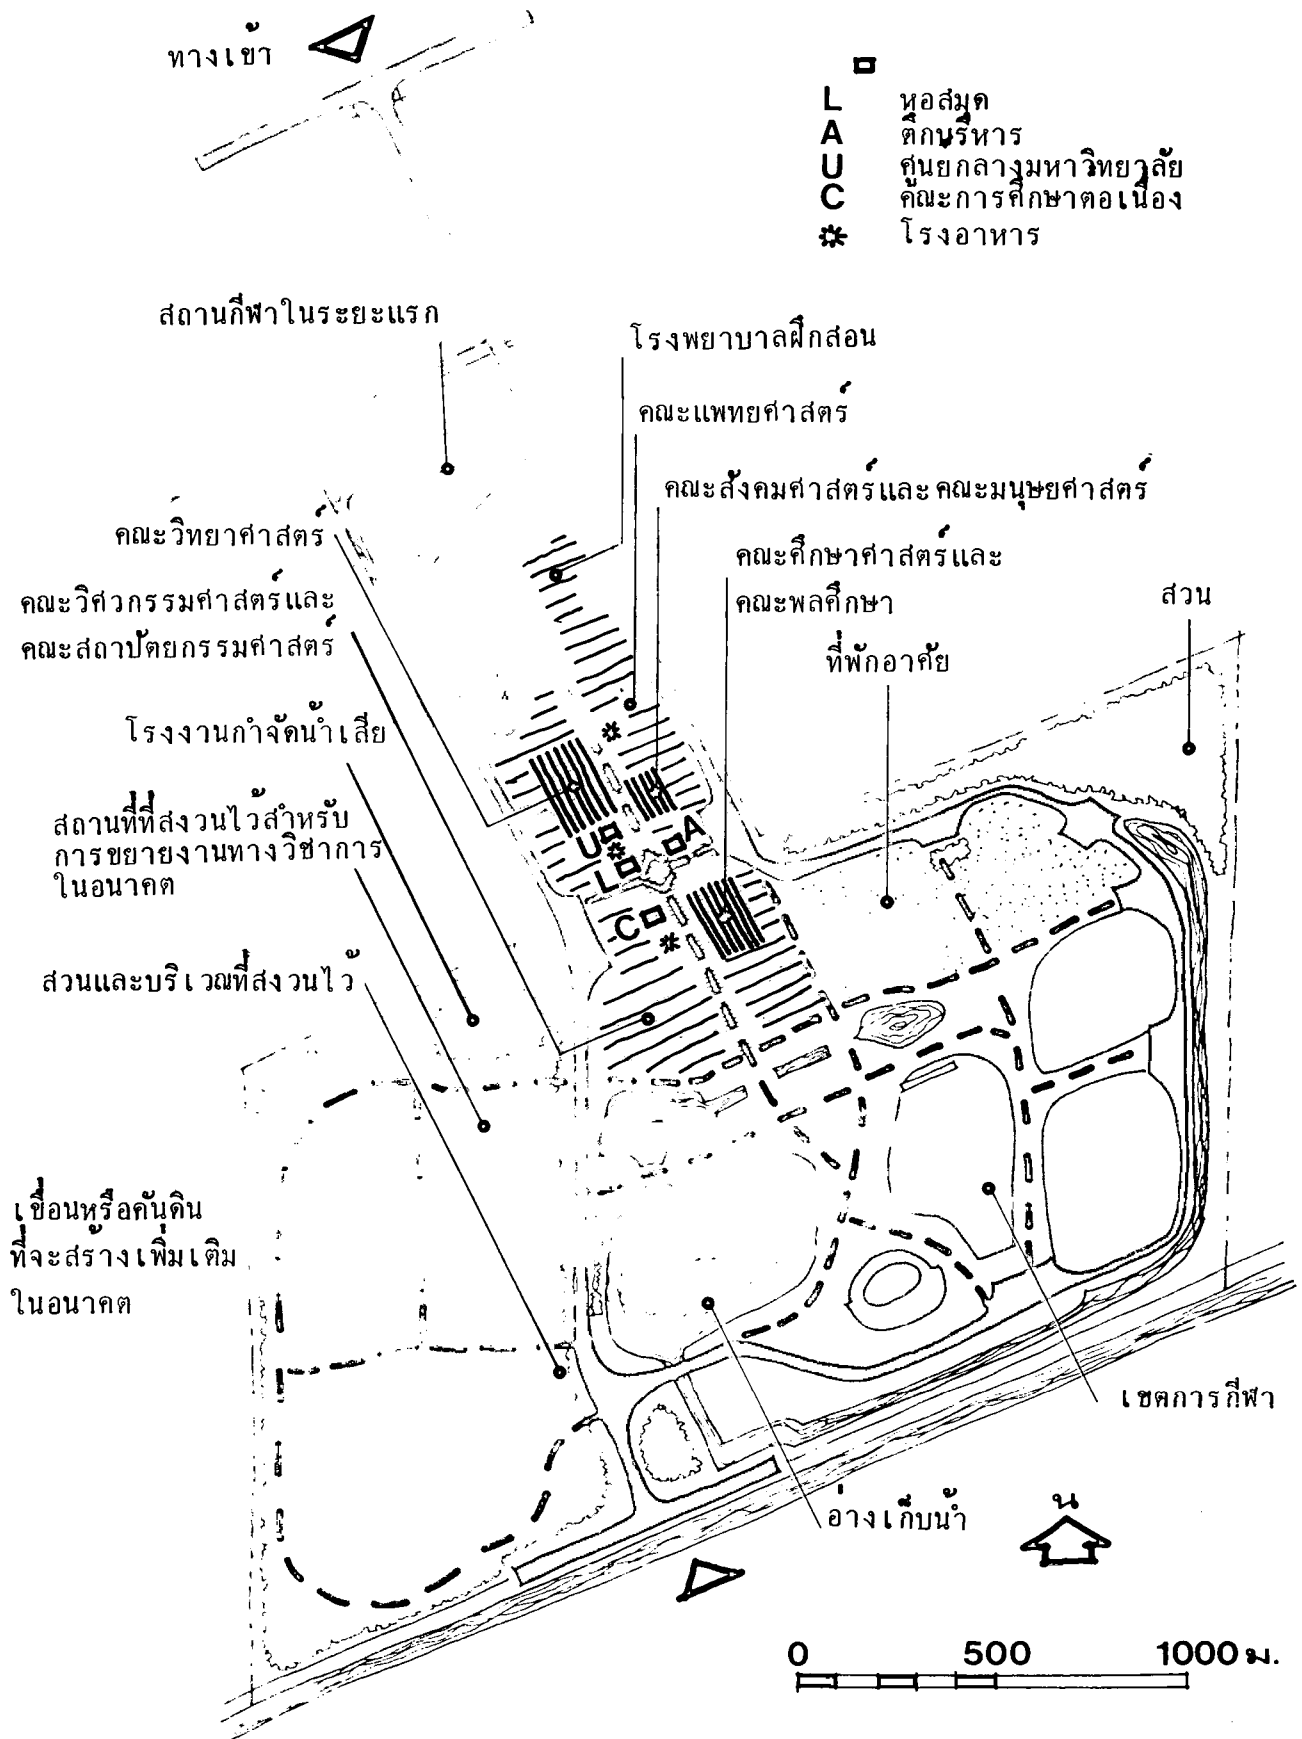 ทางเข้า
L หอสมุด
A ตึกบริหาร
U ศูนย์กลางมหาวิทยาลัย
C คณะการศึกษาตอเนื่อง
โรงอาหาร
สถานกีฬาในระยะแรก
โรงพยาบาลฝึกสอน
คณะแพทยศาสตร์
คณะสังคมศาสตร์และคณะมนุษยศาสตร์
คณะวิทยาศาสตร์
คณะศึกษาศาสตร์และ
คณะพลศึกษา
คณะวิศวกรรมศาสตร์และ
คณะสถาปัตยกรรมศาสตร์
สวน
ที่พักอาศัย
โรงงานกำจัดน้ำเสีย
สถานที่ที่สงวนไว้สำหรับ
การขยายงานทางวิชาการ
ในอนาคต
U
A
L
C
สวนและบริเวณที่สงวนไว้
เขื่อนหรือคันดิน
ที่จะสร้างเพิ่มเติม
ในอนาคต
เขตการกีฬา
อ่างเก็บน้ำ
น
0 500 1000 ม.